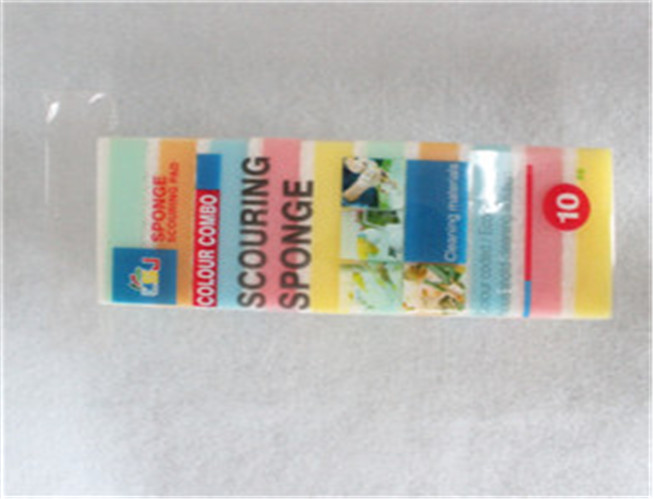 SPONGE
SCOURING PAD
COLOUR COMBO
SCOURING
SPONGE
Cleaning materials
10